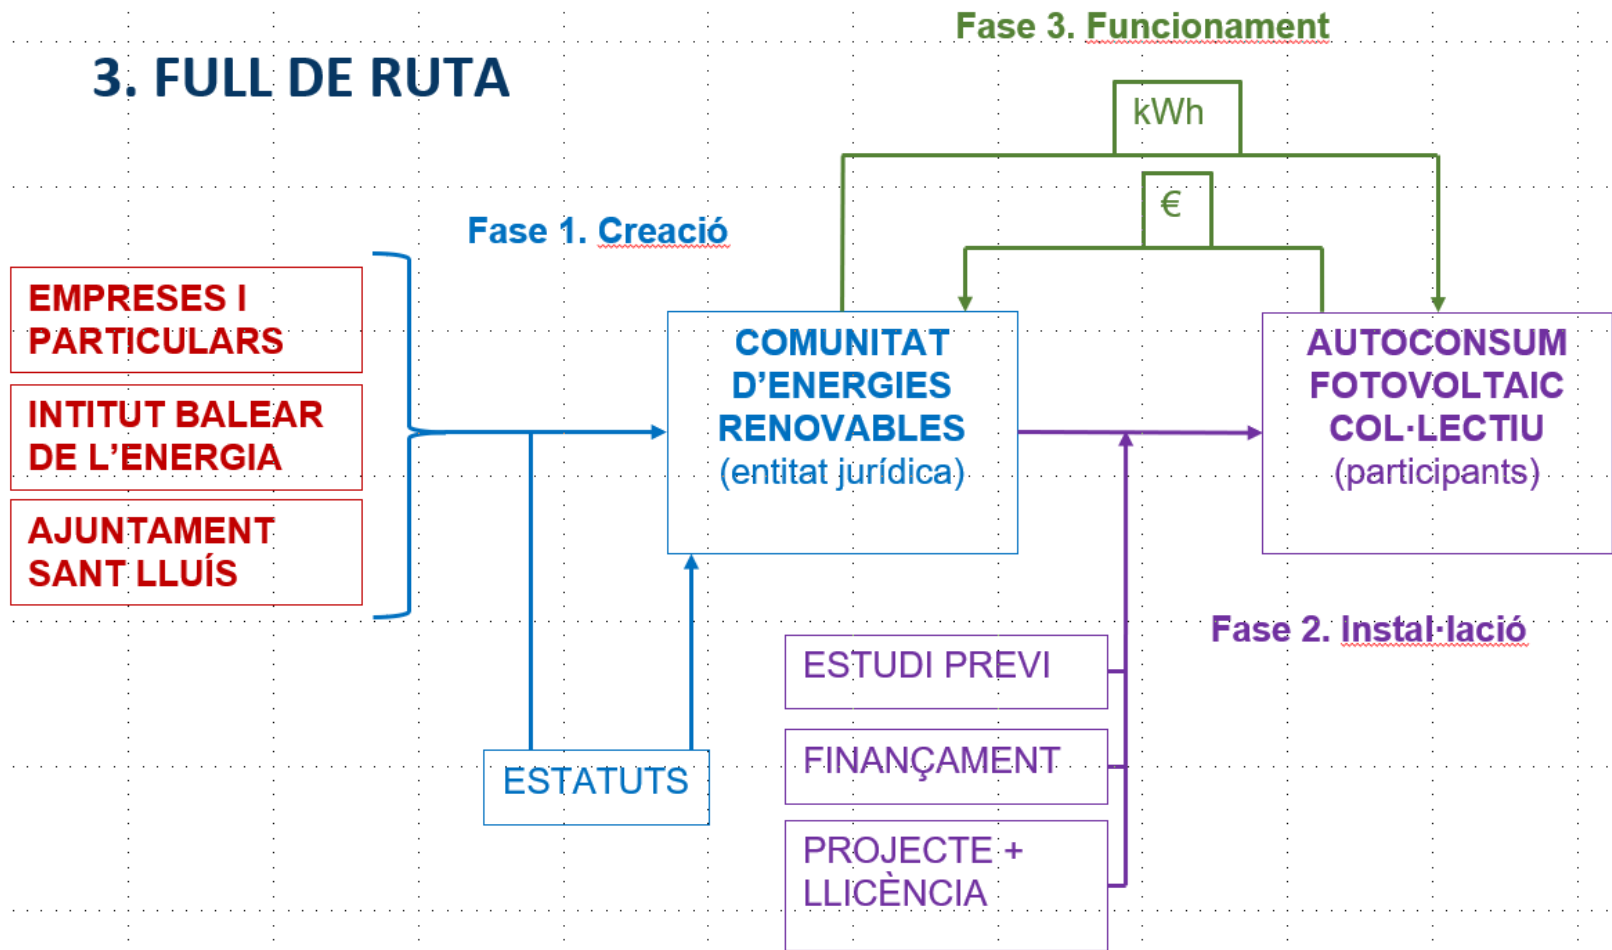 Fase 3. Funcionament
3. FULL DE RUTA
kWh
€
Fase 1. Creació
EMPRESES I
PARTICULARS
INTITUT BALEAR
DE L’ENERGIA
AJUNTAMENT
SANT LLUÍS
COMUNITAT
D’ENERGIES
RENOVABLES
(entitat jurídica)
AUTOCONSUM
FOTOVOLTAIC
COL·LECTIU
(participants)
Fase 2. Instal·lació
ESTATUTS
ESTUDI PREVI
FINANÇAMENT
PROJECTE +
LLICÈNCIA